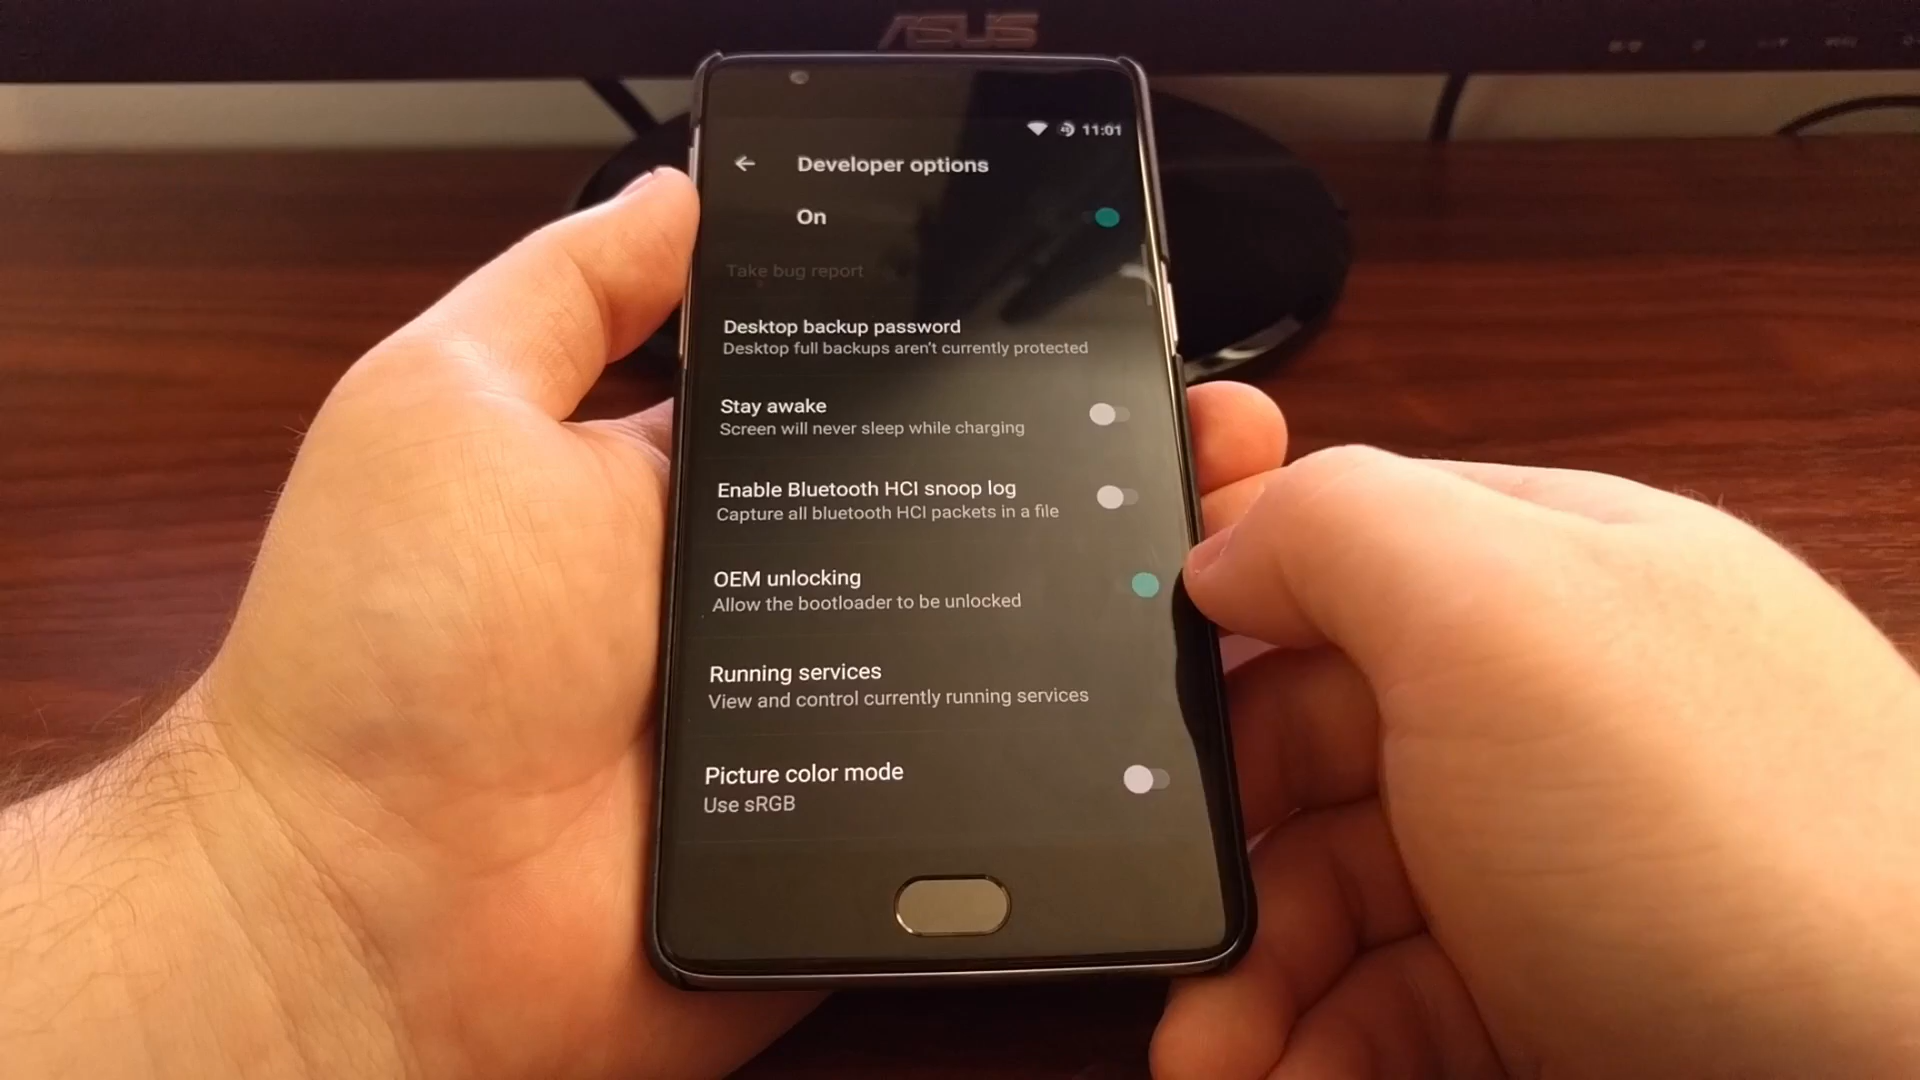 ASUS
11:01
Developer options
On
Take bug report
Desktop backup password
Desktop full backups aren't currently protected
Stay awake
Screen will never sleep while charging
Enable Bluetooth HCI snoop log
Capture all bluetooth HCI packets in a file
OEM unlocking
Allow the bootloader to be unlocked
Running services
View and control currently running services
Picture color mode
Use sRGB